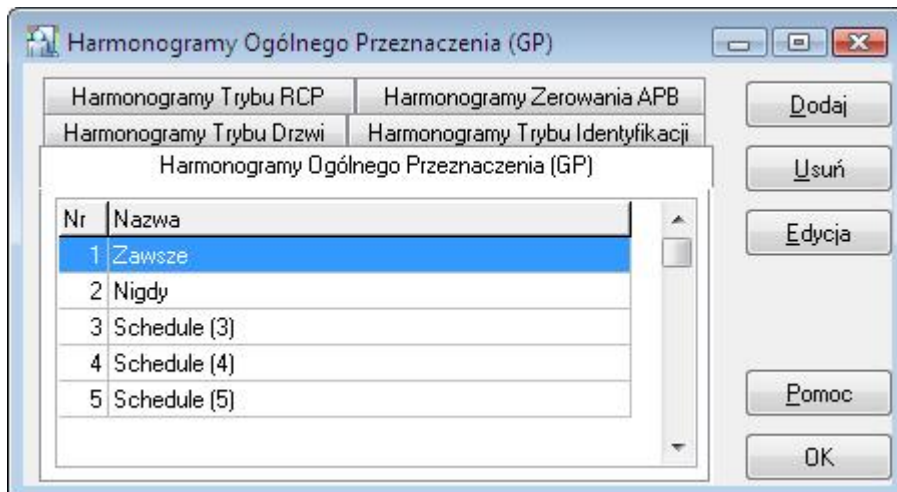 Harmonogramy Ogólnego Przeznaczenia (GP)
Harmonogramy Trybu RCP Harmonogramy Zerowania APB
Harmonogramy Trybu Drzwi Harmonogramy Trybu Identyfikacji
Harmonogramy Ogólnego Przeznaczenia (GP)
Nr Nazwa
1 Zawsze
2 Nigdy
3 Schedule (3)
4 Schedule (4)
5 Schedule (5)
Dodaj
Usuń
Edycja
Pomoc
OK